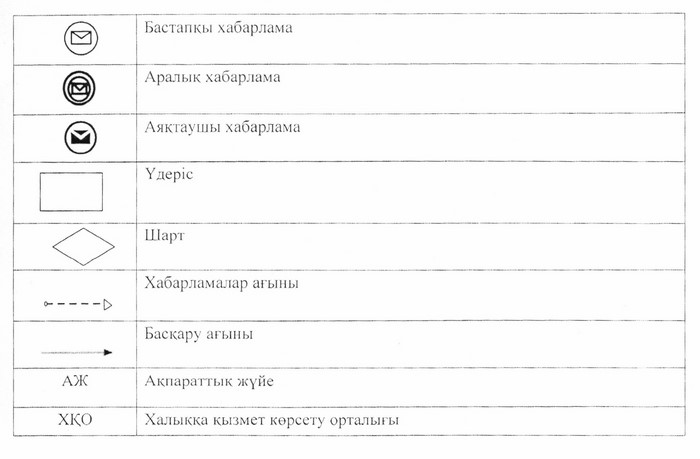 Бастапқы хабарлама
Аралық хабарлама
Аяқтаушы хабарлама
Үдеріс
Шарт
Хабарламалар ағыны
Басқару ағыны
АЖ Ақпараттық жүйе
ХҚО Халыққа қызмет көрсету орталығы